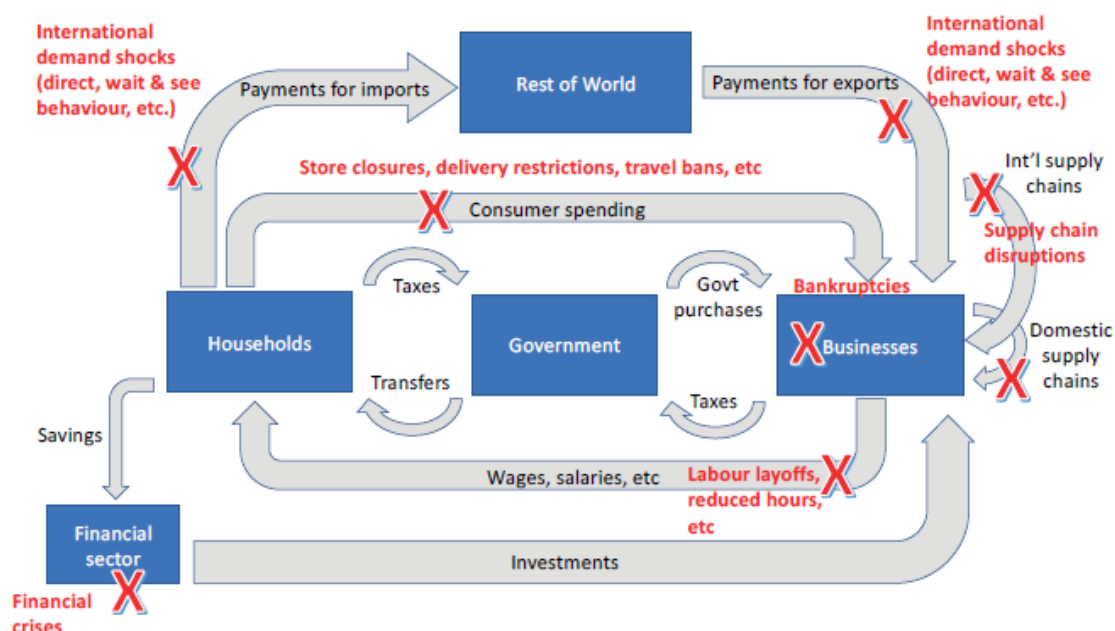 International
demand shocks
(direct, wait & see
behaviour, etc.)
Payments for imports
Rest of World
Payments for exports
International
demand shocks
(direct, wait & see
behaviour, etc.)
X
X
Store closures, delivery restrictions, travel bans, etc
X
Consumer spending
Int'l supply
chains
X
Supply chain
disruptions
Taxes
Govt
purchases
Bankruptcies
Households
Government
X
Businesses
Domestic
supply
chains
X
Transfers
Taxes
Savings
Wages, salaries, etc
Labour layoffs,
reduced hours,
etc
X
Financial
sector
X
Investments
Financial
crises